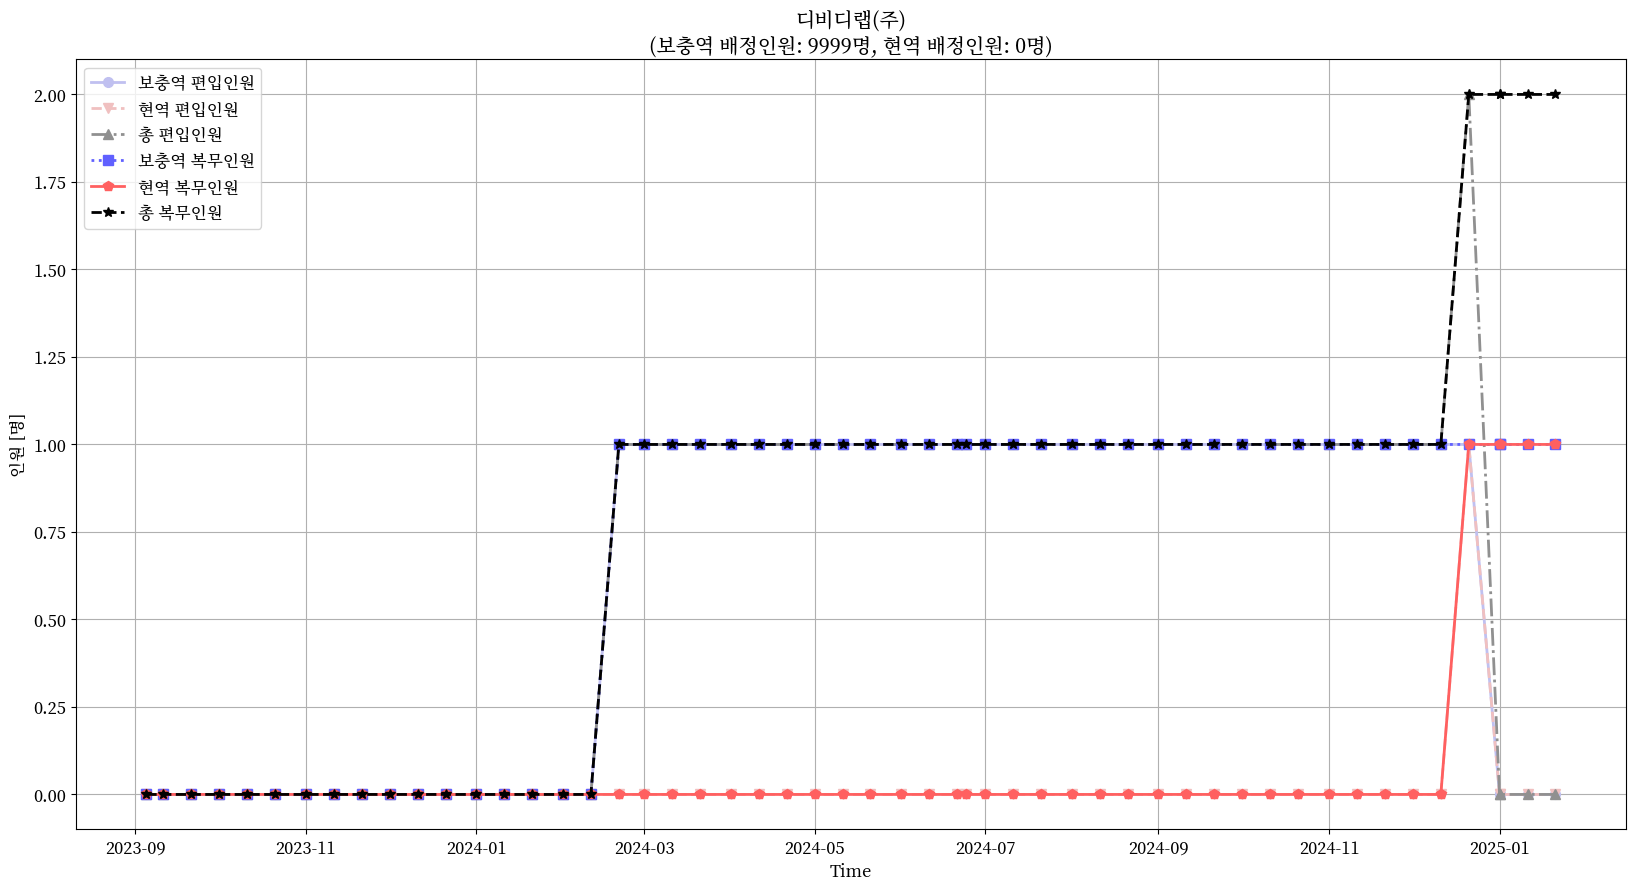 디비디랩(주)
(보충역 배정인원: 9999명, 현역 배정인원: 0명)
보충역 편입인원
현역 편입인원
총 편입인원
보충역 복무인원
현역 복무인원
총 복무인원
2.00
1.75
1.50
1.25
1.00
0.75
0.50
0.25
0.00
인원 [명]
2023-09
2023-11
2024-01
2024-03
2024-05
2024-07
2024-09
2024-11
2025-01
Time